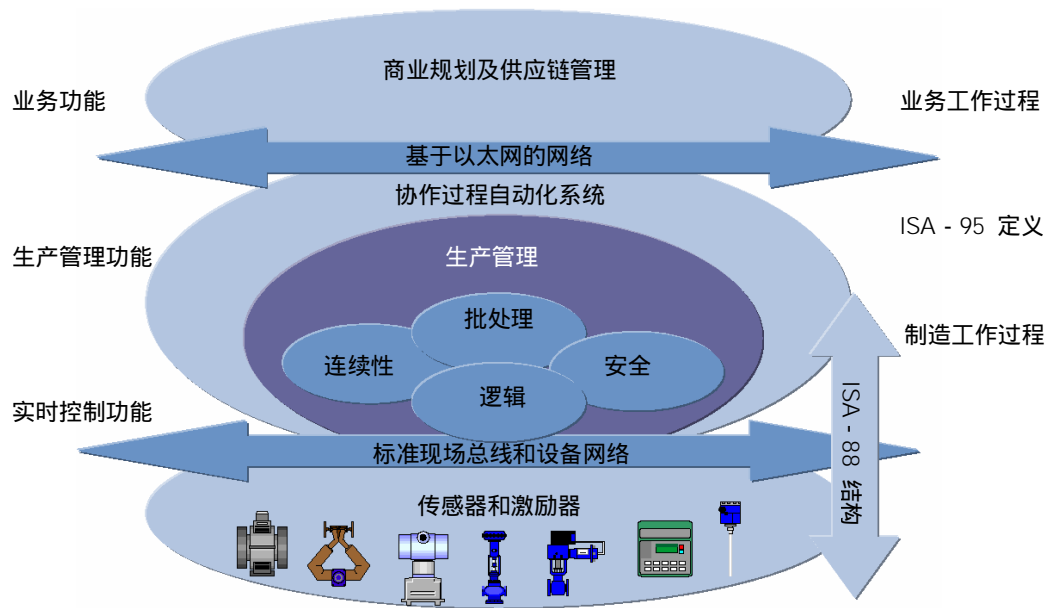 商业规划及供应链管理
业务功能
业务工作过程
基于以太网的网络
协作过程自动化系统
ISA - 95 定义
生产管理功能
生产管理
批处理
制造工作过程
连续性
安全
逻辑
实时控制功能
ISA - 88 结构
标准现场总线和设备网络
传感器和激励器